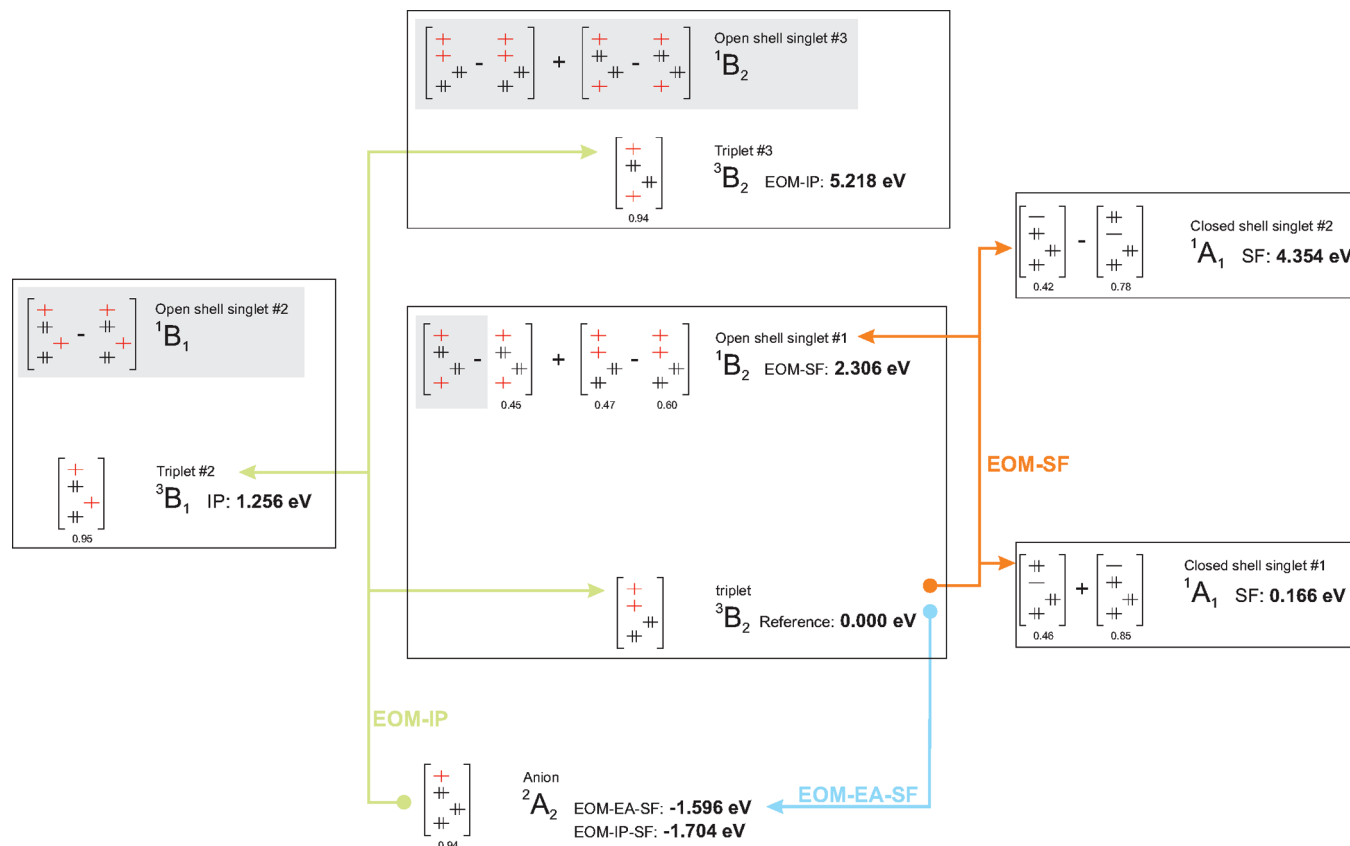 Open shell singlet #3
- + -
¹B₂
Triplet #3
³B₂ EOM-IP: 5.218 eV
0.94
Closed shell singlet #2
-
¹A₁ SF: 4.354 eV
0.42 0.78
Open shell singlet #2
-
¹B₁
Open shell singlet #1
- + -
¹B₂ EOM-SF: 2.306 eV
0.45 0.47 0.60
EOM-SF
Triplet #2
³B₁ IP: 1.256 eV
0.95
Closed shell singlet #1
+
¹A₁ SF: 0.166 eV
0.46 0.85
triplet
³B₂ Reference: 0.000 eV
EOM-IP
Anion
²A₂ EOM-EA-SF: -1.596 eV
EOM-IP-SF: -1.704 eV
EOM-EA-SF
0.94